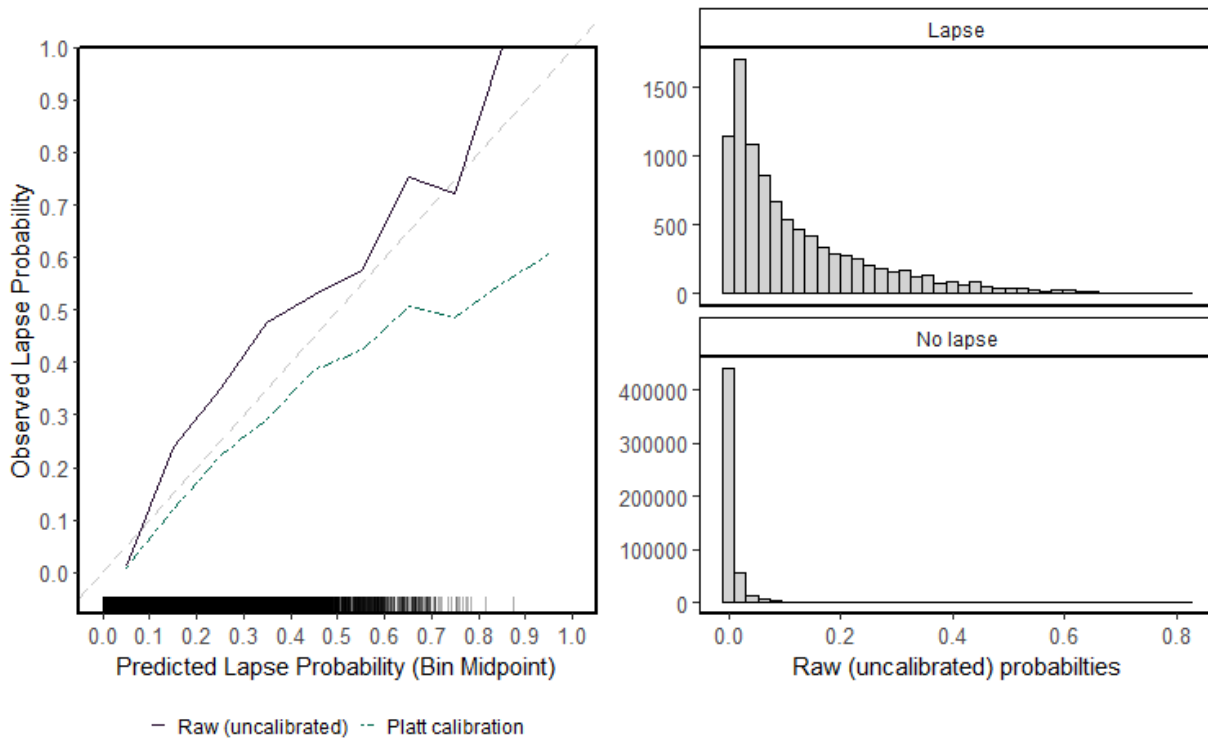 Observed Lapse Probability
1.0
0.9
0.8
0.7
0.6
0.5
0.4
0.3
0.2
0.1
0.0
0.0 0.1 0.2 0.3 0.4 0.5 0.6 0.7 0.8 0.9 1.0
Predicted Lapse Probability (Bin Midpoint)
Raw (uncalibrated) Platt calibration
Lapse
1500
1000
500
0
No lapse
400000
300000
200000
100000
0
0.0 0.2 0.4 0.6 0.8
Raw (uncalibrated) probabilties